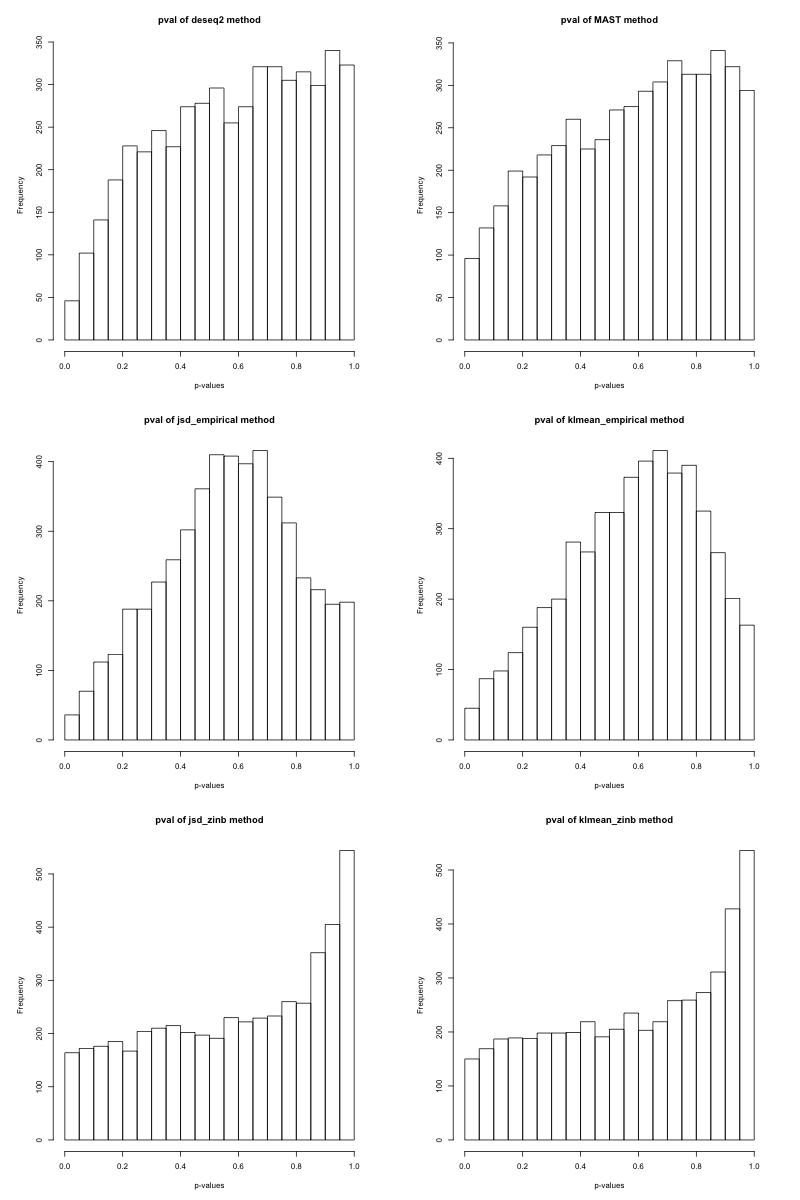 pval of deseq2 method
Frequency
0 50 100 150 200 250 300 350
0.0 0.2 0.4 0.6 0.8 1.0
p-values
pval of MAST method
Frequency
0 50 100 150 200 250 300 350
0.0 0.2 0.4 0.6 0.8 1.0
p-values
pval of jsd_empirical method
Frequency
0 100 200 300 400
0.0 0.2 0.4 0.6 0.8 1.0
p-values
pval of klmean_empirical method
Frequency
0 100 200 300 400
0.0 0.2 0.4 0.6 0.8 1.0
p-values
pval of jsd_zinb method
Frequency
0 100 200 300 400 500
0.0 0.2 0.4 0.6 0.8 1.0
p-values
pval of klmean_zinb method
Frequency
0 100 200 300 400 500
0.0 0.2 0.4 0.6 0.8 1.0
p-values